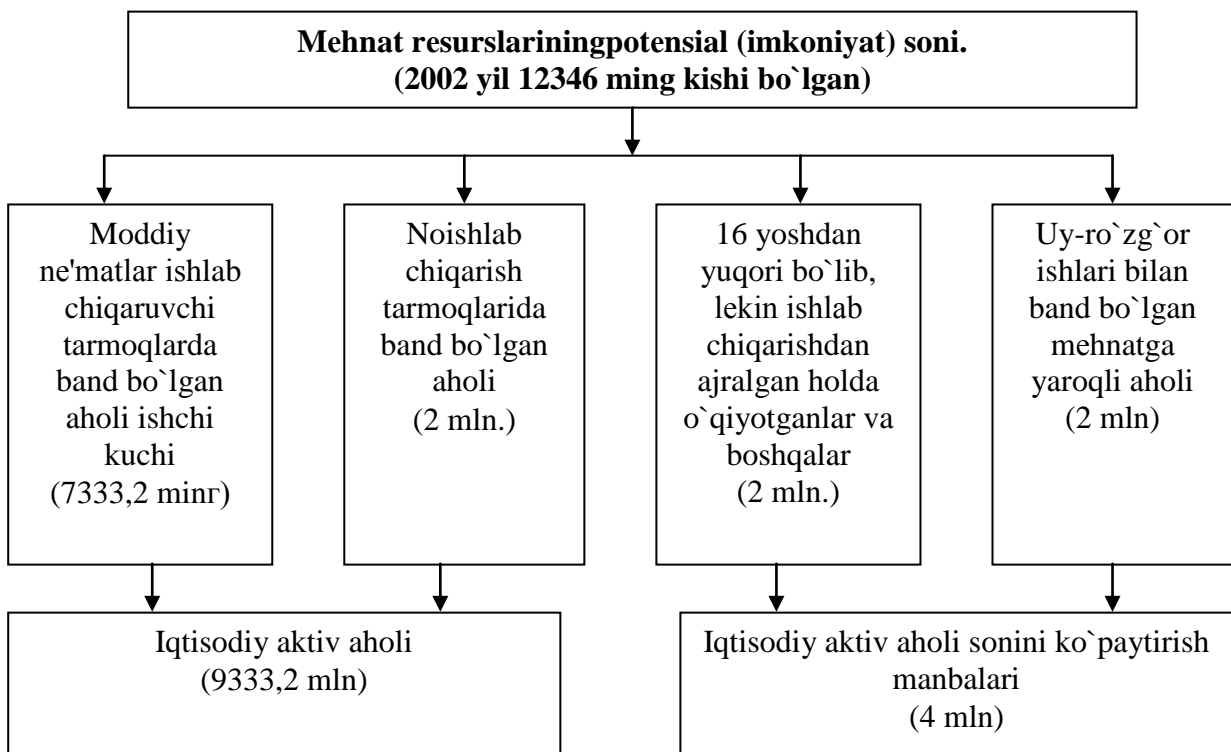 Mehnat resurslariningpotensial (imkoniyat) soni.
(2002 yil 12346 ming kishi bo`lgan)
Moddiy
ne'matlar ishlab
chiqaruvchi
tarmoqlarda
band bo`lgan
aholi ishchi
kuchi
(7333,2 minг)
Noishlab
chiqarish
tarmoqlarida
band bo`lgan
aholi
(2 mln.)
16 yoshdan
yuqori bo`lib,
lekin ishlab
chiqarishdan
ajralgan holda
o`qiyotganlar va
boshqalar
(2 mln.)
Uy-ro`zg`or
ishlari bilan
band bo`lgan
mehnatga
yaroqli aholi
(2 mln)
Iqtisodiy aktiv aholi
(9333,2 mln)
Iqtisodiy aktiv aholi sonini ko`paytirish
manbalari
(4 mln)